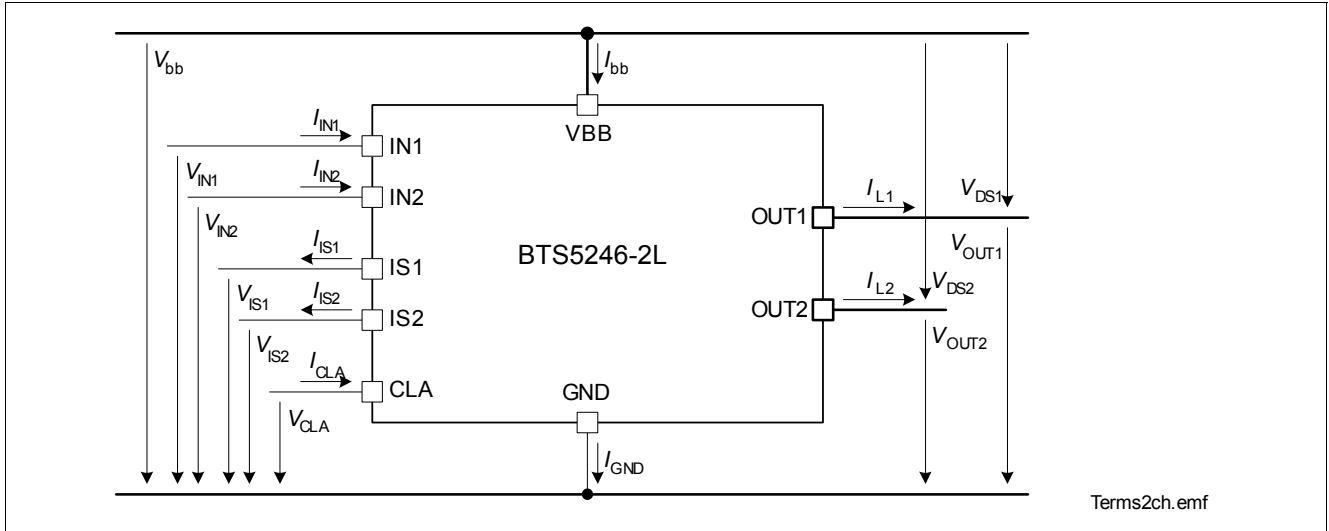 Vbb
Ibb
VBB
IIN1
IN1
VIN1
IIN2
IN2
VIN2
IIS1
IS1
VIS1
IIS2
IS2
VIS2
ICLA
CLA
VCLA
BTS5246-2L
GND
IGND
OUT1
IL1
VDS1
VOUT1
OUT2
IL2
VDS2
VOUT2
Terms2ch.emf